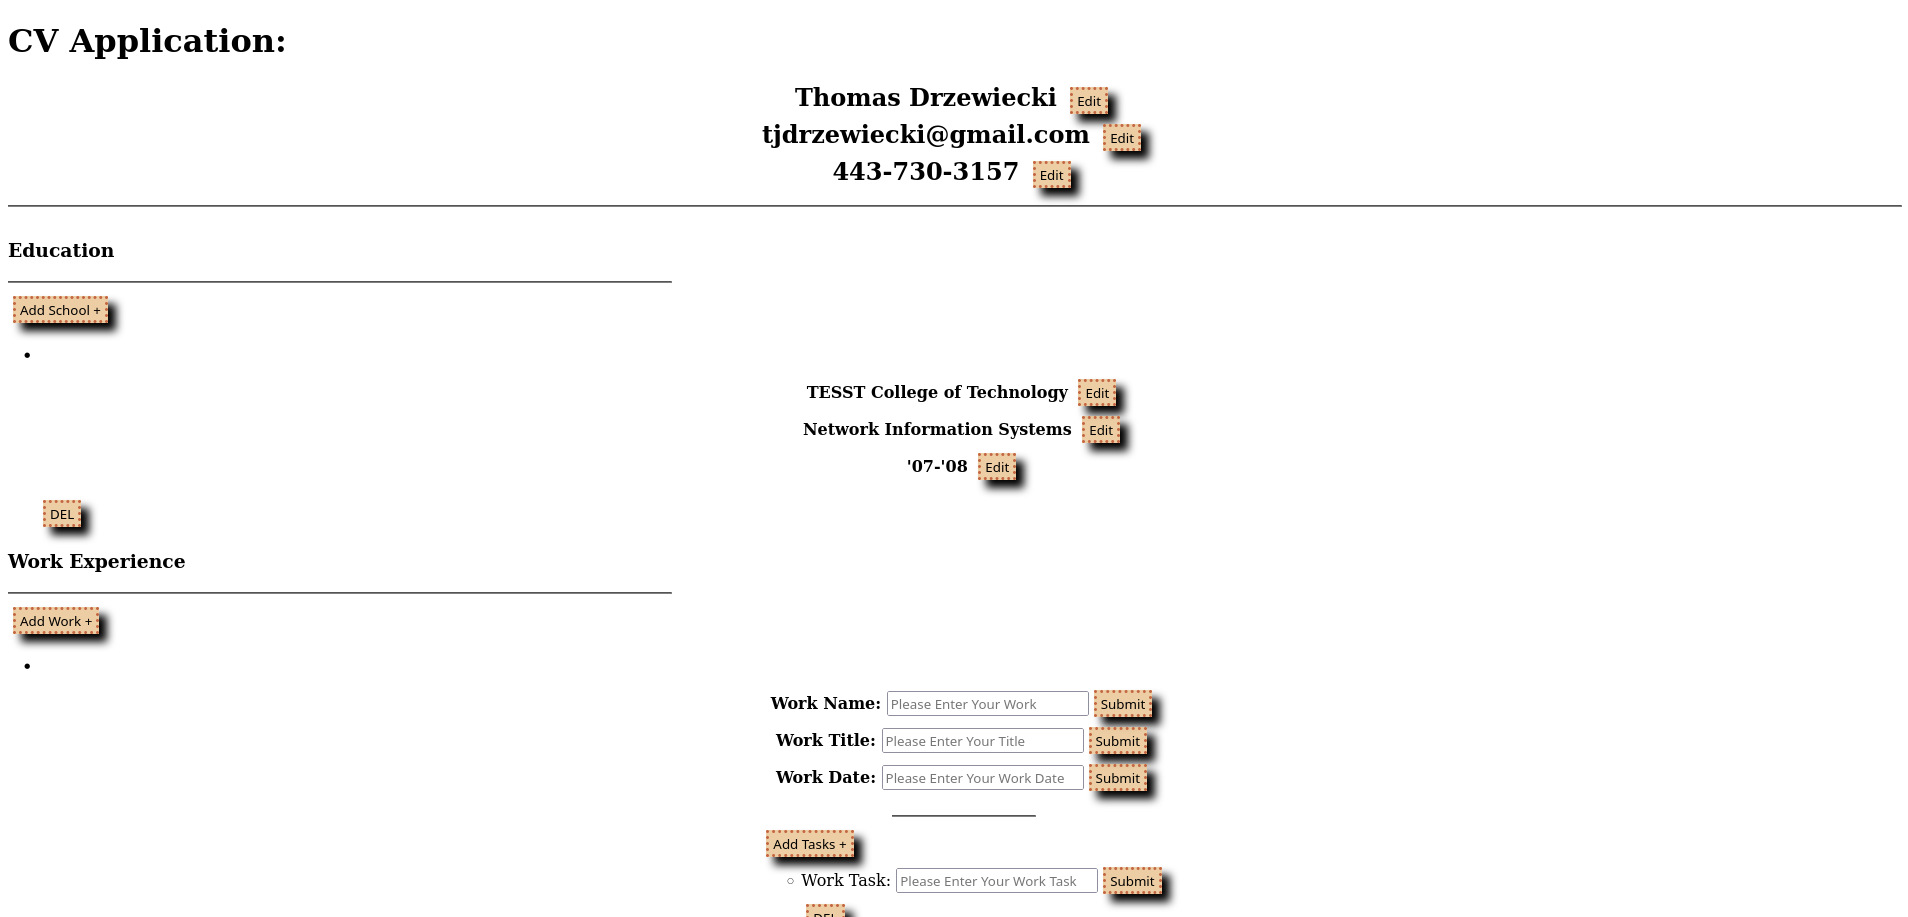 CV Application:
Thomas Drzewiecki Edit
tjdrzewiecki@gmail.com Edit
443-730-3157 Edit
Education
Add School +
TESST College of Technology Edit
Network Information Systems Edit
'07-'08 Edit
DEL
Work Experience
Add Work +
Work Name: Please Enter Your Work Submit
Work Title: Please Enter Your Title Submit
Work Date: Please Enter Your Work Date Submit
Add Tasks +
Work Task: Please Enter Your Work Task Submit
DEL